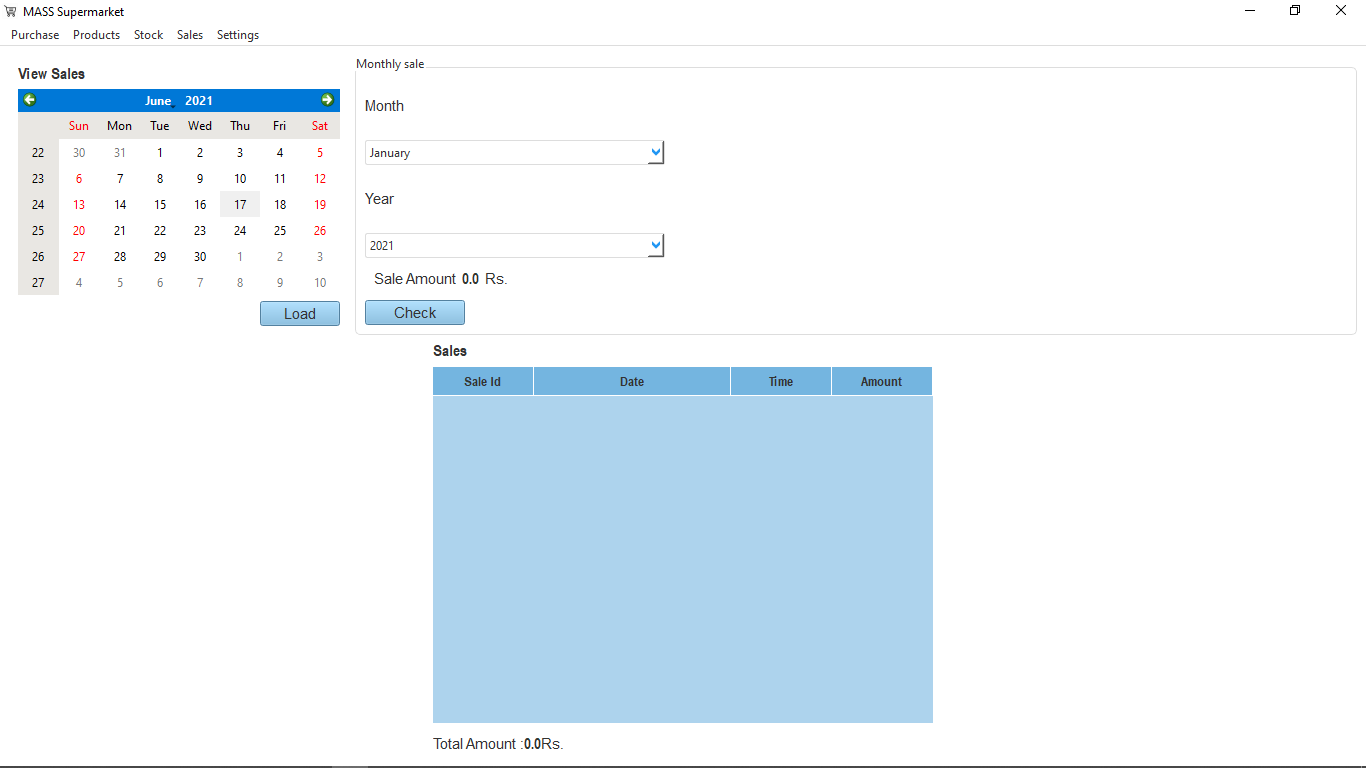 MASS Supermarket
Purchase Products Stock Sales Settings
View Sales
June 2021
Sun Mon Tue Wed Thu Fri Sat
22 30 31 1 2 3 4 5
23 6 7 8 9 10 11 12
24 13 14 15 16 17 18 19
25 20 21 22 23 24 25 26
26 27 28 29 30 1 2 3
27 4 5 6 7 8 9 10
Load
Monthly sale
Month
January
Year
2021
Sale Amount 0.0 Rs.
Check
Sales
Sale Id Date Time Amount
Total Amount :0.0Rs.